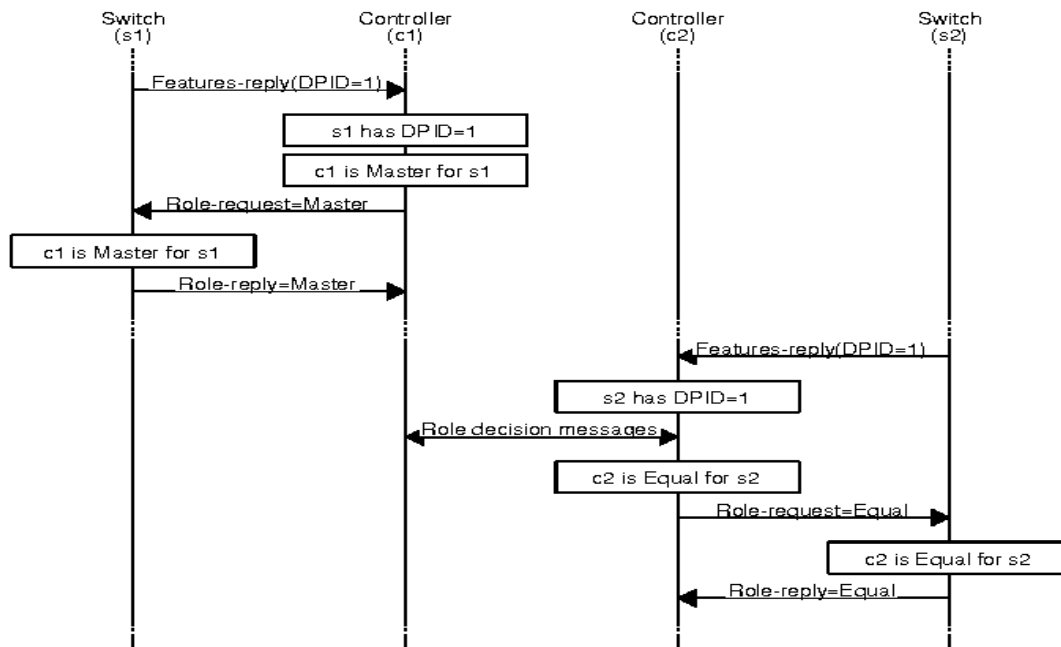 Switch
(s1)
Controller
(c1)
Controller
(c2)
Switch
(s2)
Features-reply(DPID=1)
s1 has DPID=1
c1 is Master for s1
Role-request=Master
c1 is Master for s1
Role-reply=Master
Features-reply(DPID=1)
s2 has DPID=1
Role decision messages
c2 is Equal for s2
Role-request=Equal
c2 is Equal for s2
Role-reply=Equal